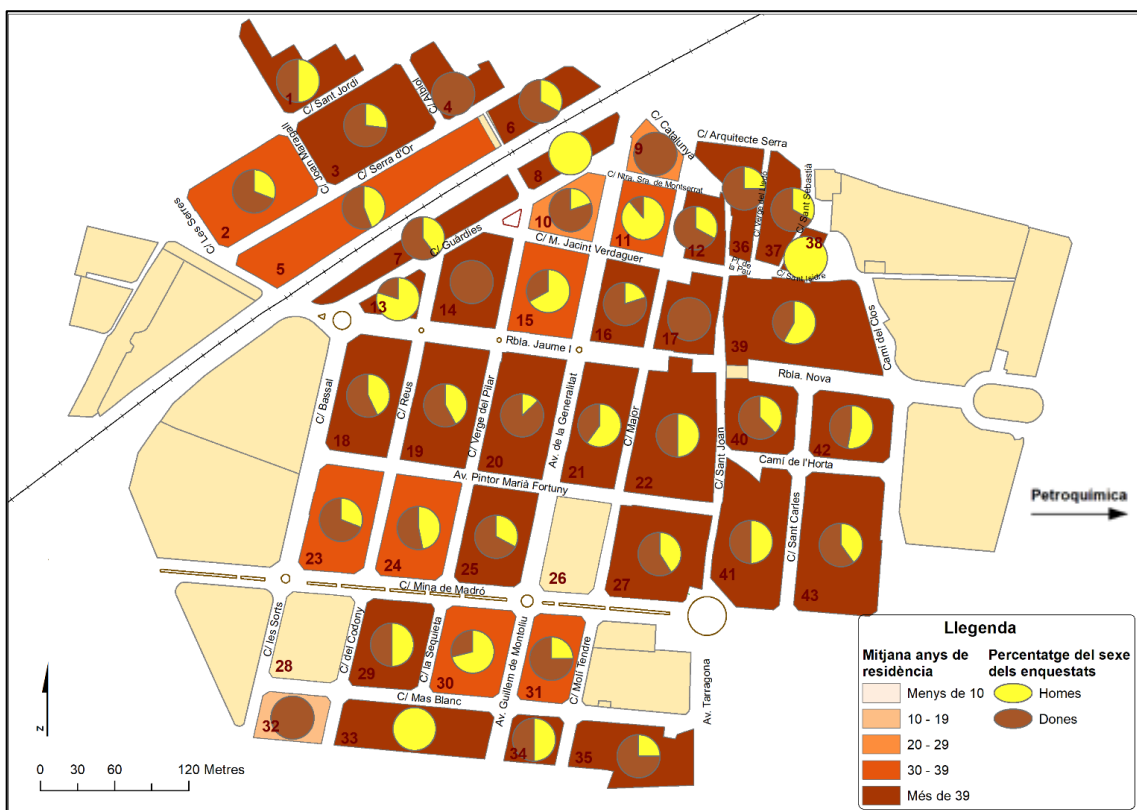 1
C/ Sant Jordi
C/ Albiol
4
6
C/ Joan Maragall
3
C/ Serra d'Or
8
9
C/ Catalunya
C/ Arquitecte Serra
C/ Ntra. Sra. de Montserrat
C/ Verge del Lledó
C/ Sant Sebastià
C/ Les Serres
2
5
7
C/ Guàrdies
10
11
12
36
37
38
C/ M. Jacint Verdaguer
C/ Sant Isidre
13
14
15
16
17
39
Camí del Clos
Rbla. Jaume I
Rbla. Nova
C/ Bassal
C/ Reus
C/ Verge del Pilar
Av. de la Generalitat
C/ Major
C/ Sant Joan
18
19
20
21
22
40
42
Camí de l'Horta
Av. Pintor Marià Fortuny
C/ Sant Carles
Petroquímica
23
24
25
26
27
41
43
C/ Mina de Madró
C/ les Sorts
C/ del Codony
C/ la Sequieta
Av. Guillem de Montoliu
C/ Molí Tendre
Av. Tarragona
28
29
30
31
C/ Mas Blanc
32
33
34
35
N
0 30 60 120 Metres
Llegenda
Mitjana anys de
residència
Menys de 10
10 - 19
20 - 29
30 - 39
Més de 39
Percentatge del sexe
dels enquestats
Homes
Dones